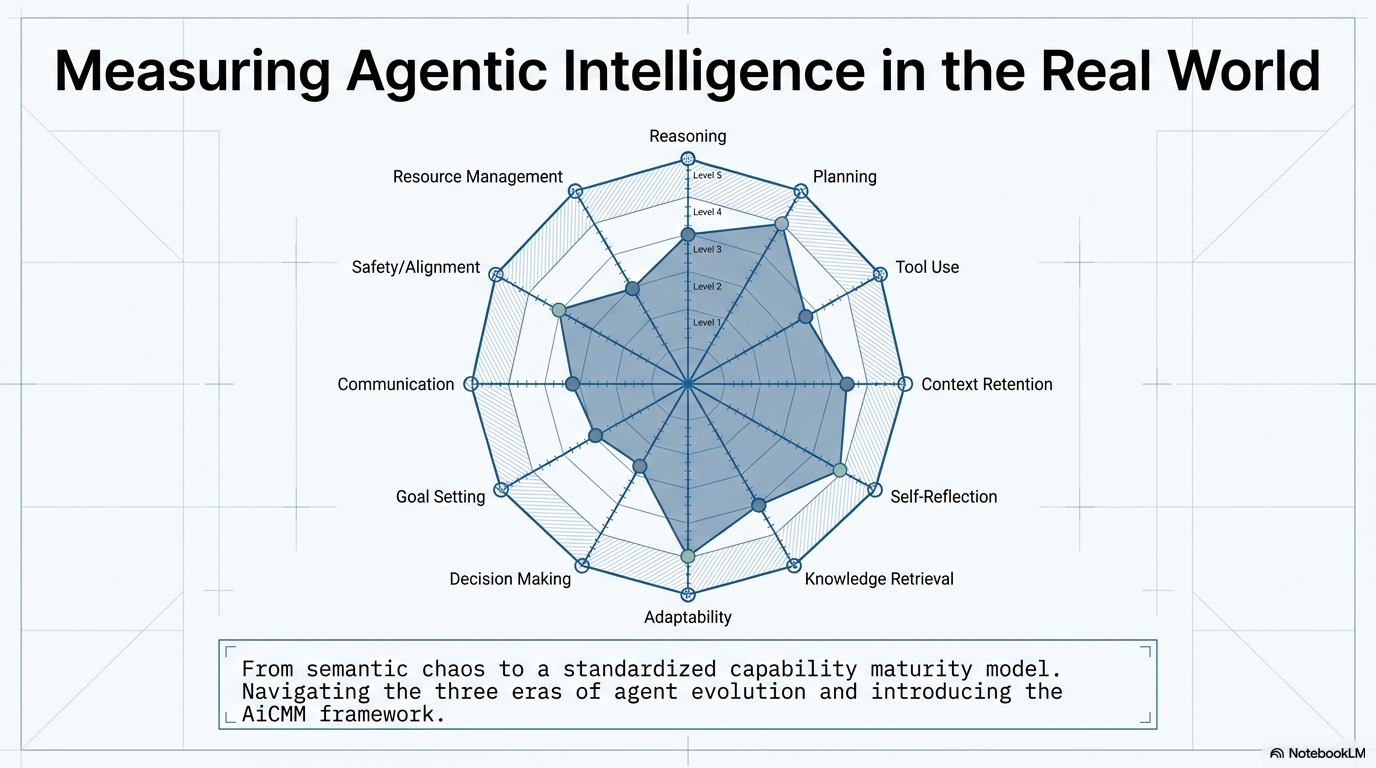 Measuring Agentic Intelligence in the Real World
Reasoning
Resource Management
Planning
Level 5
Level 4
Safety/Alignment
Tool Use
Level 3
Level 2
Level 1
Communication
Context Retention
Goal Setting
Self-Reflection
Decision Making
Knowledge Retrieval
Adaptability
From semantic chaos to a standardized capability maturity model.
Navigating the three eras of agent evolution and introducing the
AiCMM framework.
NotebookLM